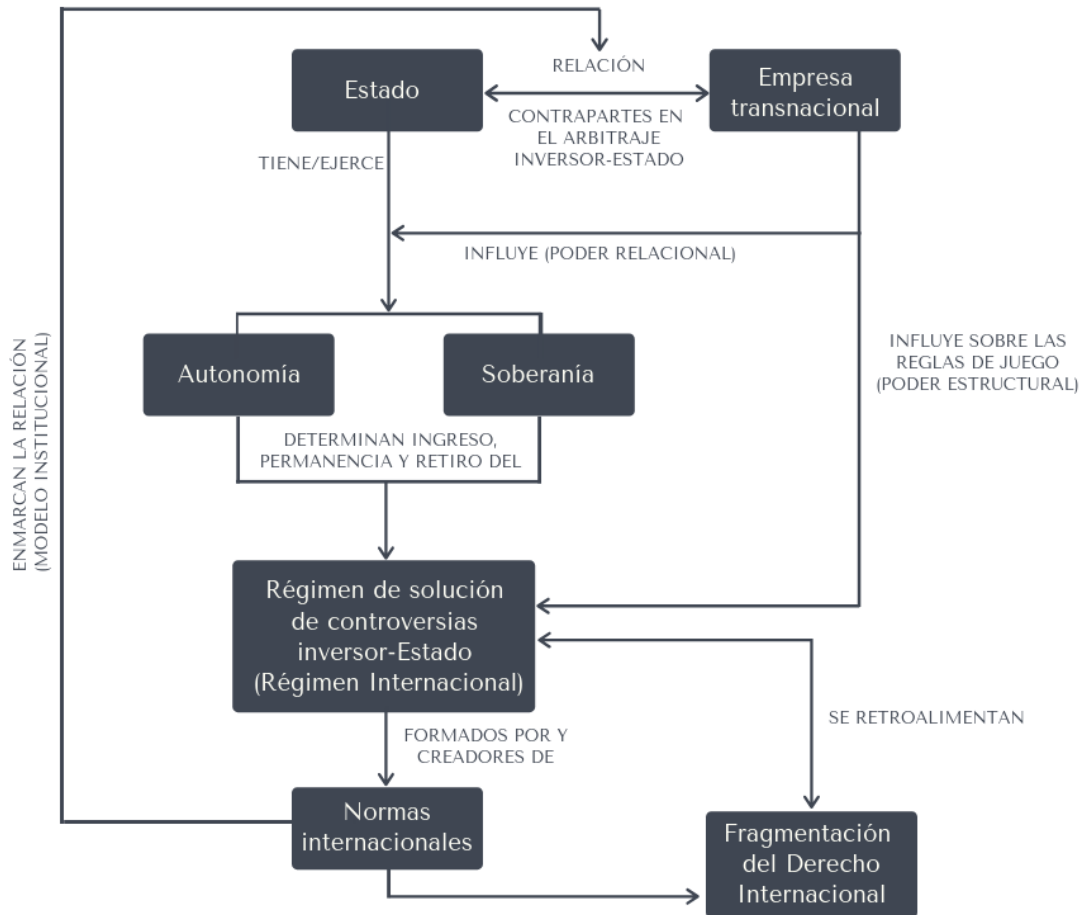 RELACIÓN
Estado
Empresa
transnacional
CONTRAPARTES EN
EL ARBITRAJE
INVERSOR-ESTADO
TIENE/EJERCE
INFLUYE (PODER RELACIONAL)
ENMARCAN LA RELACIÓN
(MODELO INSTITUCIONAL)
Autonomía
Soberanía
INFLUYE SOBRE LAS
REGLAS DE JUEGO
(PODER ESTRUCTURAL)
DETERMINAN INGRESO,
PERMANENCIA Y RETIRO DEL
Régimen de solución
de controversias
inversor-Estado
(Régimen Internacional)
SE RETROALIMENTAN
FORMADOS POR Y
CREADORES DE
Normas
internacionales
Fragmentación
del Derecho
Internacional